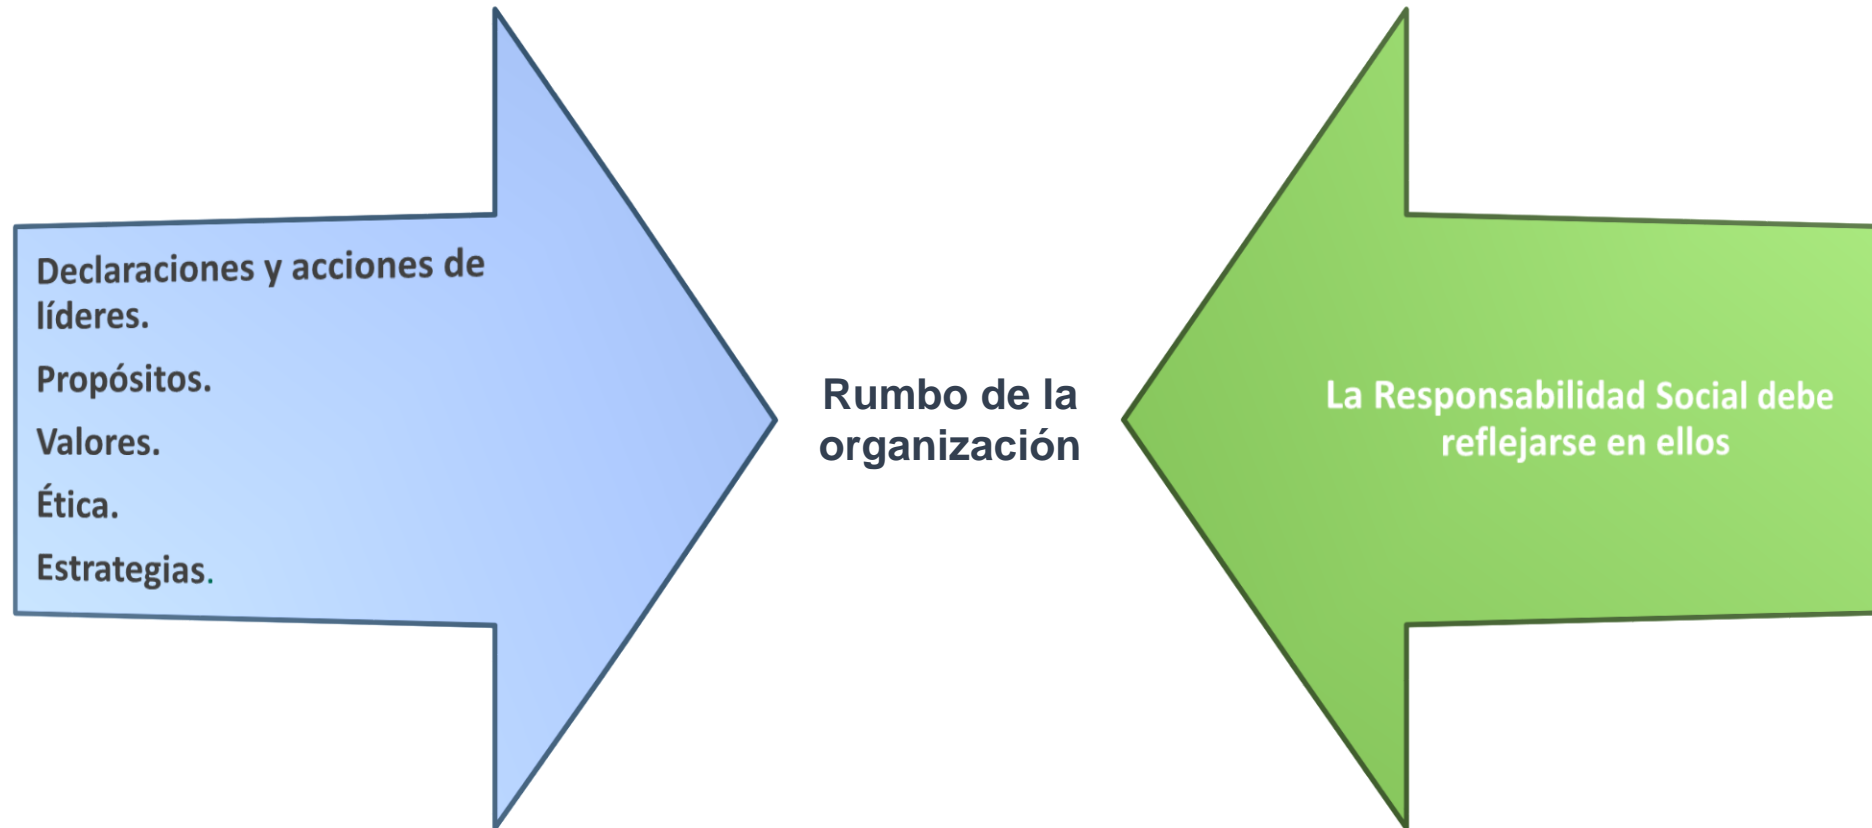 Declaraciones y acciones de
líderes.
Propósitos.
Valores.
Ética.
Estrategias.
Rumbo de la
organización
La Responsabilidad Social debe
reflejarse en ellos